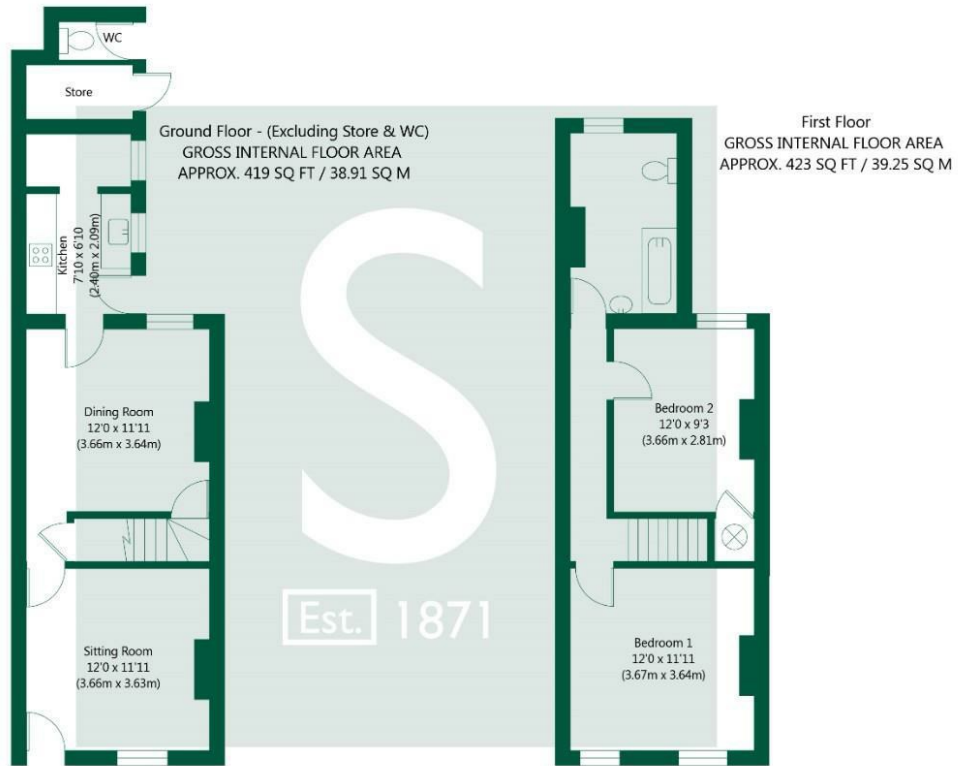 WC
Store
Ground Floor - (Excluding Store & WC)
GROSS INTERNAL FLOOR AREA
APPROX. 419 SQ FT / 38.91 SQ M
First Floor
GROSS INTERNAL FLOOR AREA
APPROX. 423 SQ FT / 39.25 SQ M
Kitchen
7'10 x 6'10
(2.40m x 2.09m)
Dining Room
12'0 x 11'11
(3.66m x 3.64m)
Bedroom 2
12'0 x 9'3
(3.66m x 2.81m)
S
Est. 1871
Sitting Room
12'0 x 11'11
(3.66m x 3.63m)
Bedroom 1
12'0 x 11'11
(3.67m x 3.64m)